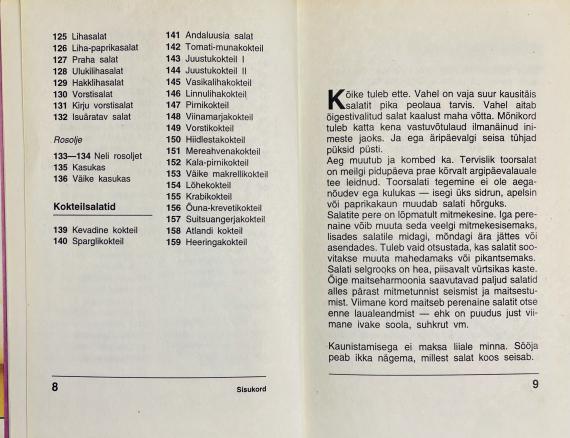 125 Lihasalat
126 Liha-paprikasalat
127 Praha salat
128 Ulukilihasalat
129 Hakklihasalat
130 Vorstisalat
131 Kirju vorstisalat
132 Isuäratav salat
Rosolje
133—134 Neli rosoljet
135 Kasukas
136 Väike kasukas
Kokteilsalatid
139 Kevadine kokteil
140 Sparglikokteil
141 Andaluusia salat
142 Tomati-munakokteil
143 Juustukokteil I
144 Juustukokteil II
145 Vasikalihakokteil
146 Linnulihakokteil
147 Pirnikokteil
148 Viinamarjakokteil
149 Vorstikokteil
150 Hiidlestakokteil
151 Mereahvenakokteil
152 Kala-pirnikokteil
153 Väike makrellikokteil
154 Lõhekokteil
155 Krabikokteil
156 Õuna-krevetikokteil
157 Suitsuangerjakokteil
158 Atlandi kokteil
159 Heeringakokteil
8
Sisukord
Kõike tuleb ette. Vahel on vaja suur kausitäis
salatit pika peolaua tarvis. Vahel aitab
õigestivalitud salat kaalust maha võtta. Mõnikord
tuleb katta kena vastuvõtulaud ilmanäinud ini-
meste jaoks. Ja ega äripäevalgi seisa tühjad
püksid püsti.
Aeg muutub ja kombed ka. Tervislik toorsalat
on meilgi pidupäeva prae kõrvalt argipäevalauale
tee leidnud. Toorsalati tegemine ei ole aega-
nõudev ega kulukas — isegi üks sidrun, apelsin
või paprikakaun muudab salati hõrguks.
Salatite pere on lõpmatult mitmekesine. Iga pere-
naine võib muuta seda veelgi mitmekesisemaks,
lisades salatile midagi, mõndagi ära jättes või
asendades. Tuleb vaid otsustada, kas salatit soo-
vitakse muuta mahedamaks või pikantsemaks.
Salati selgrooks on hea, piisavalt vürtsikas kaste.
Õige maitseharmoonia saavutavad paljud salatid
alles pärast mitmetunnist seismist ja maitsestu-
mist. Viimane kord maitseb perenaine salatit otse
enne laualeandmist — ehk on puudus just vii-
mane ivake soola, suhkrut vm.
Kaunistamisega ei maksa liiale minna. Sööja
peab ikka nägema, millest salat koos seisab.
9